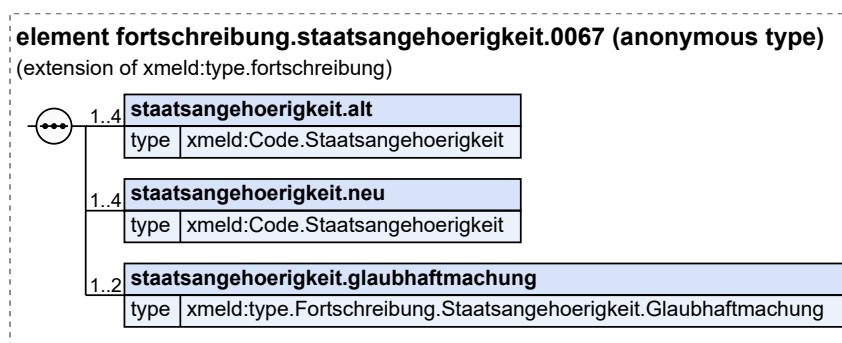 element fortschreibung.staatsangehoerigkeit.0067 (anonymous type)
(extension of xmeld:type.fortschreibung)
1..4 staatsangehoerigkeit.alt
type xmeld:Code.Staatsangehoerigkeit
1..4 staatsangehoerigkeit.neu
type xmeld:Code.Staatsangehoerigkeit
1..2 staatsangehoerigkeit.glaubhaftmachung
type xmeld:type.Fortschreibung.Staatsangehoerigkeit.Glaubhaftmachung